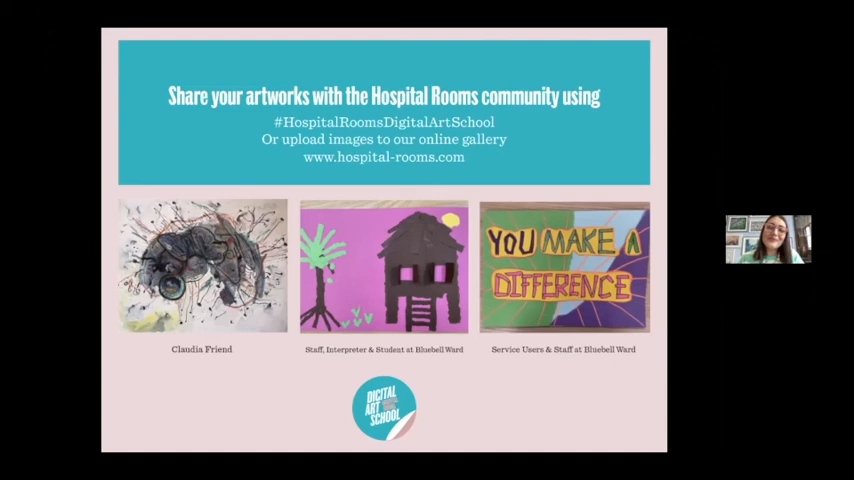 Share your artworks with the Hospital Rooms community using
#HospitalRoomsDigitalArtSchool
Or upload images to our online gallery
www.hospital-rooms.com
YOU MAKE A
DIFFERENCE
Claudia Friend
Staff, Interpreter & Student at Bluebell Ward
Service Users & Staff at Bluebell Ward
DIGITAL
ART
SCHOOL